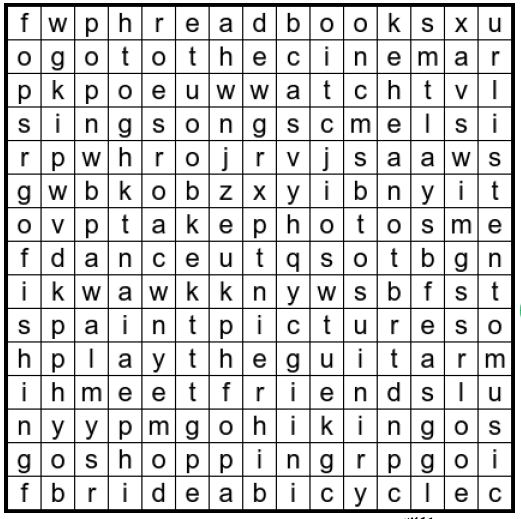 f w p h r e a d b o o k s x u
o g o t o t h e c i n e m a r
p k p o e u w w a t c h t v l
s i n g s o n g s c m e l s i
r p w h r o j r v j s a a w s
g w b k o b z x y i b n y i t
o v p t a k e p h o t o s m e
f d a n c e u t q s o t b g n
i k w a w k k n y w s b f s t
s p a i n t p i c t u r e s o
h p l a y t h e g u i t a r m
i h m e e t f r i e n d s l u
n y y p m g o h i k i n g o s
g o s h o p p i n g r p g o i
f b r i d e a b i c y c l e c